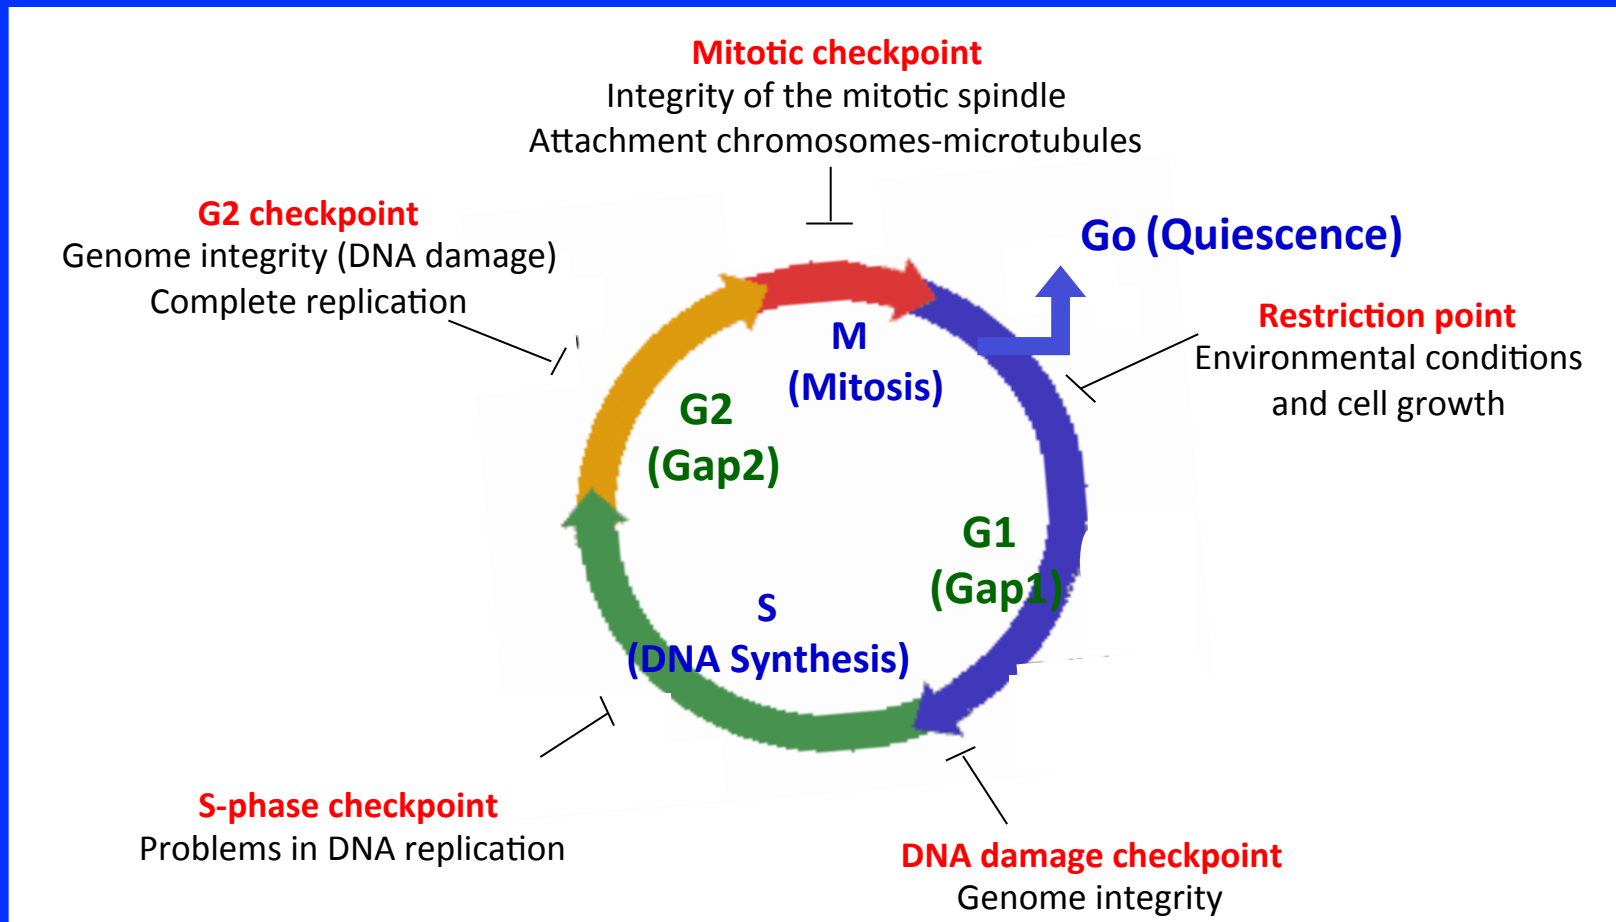 Mitotic checkpoint
Integrity of the mitotic spindle
Attachment chromosomes-microtubules
G2 checkpoint
Genome integrity (DNA damage)
Complete replication
Go (Quiescence)
Restriction point
Environmental conditions
and cell growth
M
(Mitosis)
G2
(Gap2)
G1
(Gap1)
S
(DNA Synthesis)
S-phase checkpoint
Problems in DNA replication
DNA damage checkpoint
Genome integrity